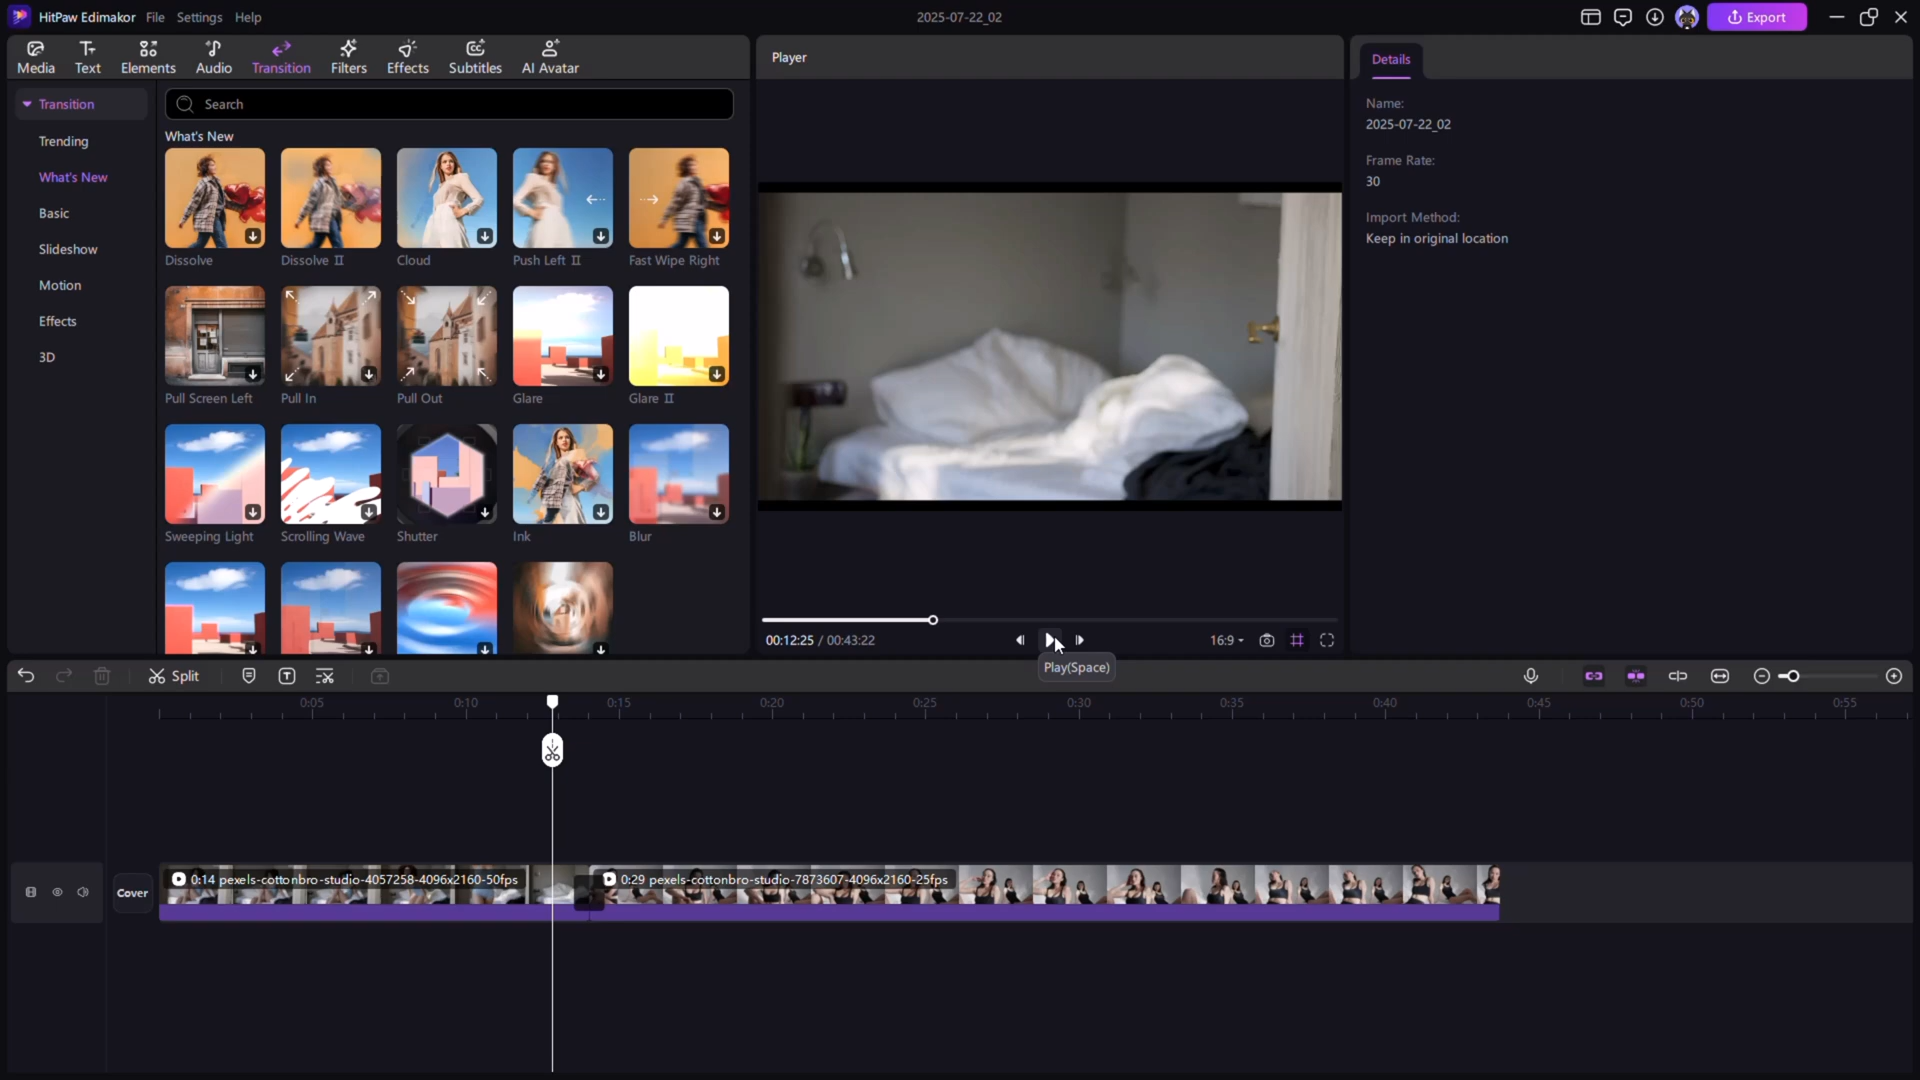 HitPaw Edimakor File Settings Help
2025-07-22_02
Export
Media Text Elements Audio Transition Filters Effects Subtitles AI Avatar
Transition
Trending
What's New
Basic
Slideshow
Motion
Effects
3D
Search
What's New
Dissolve Dissolve II Cloud Push Left II Fast Wipe Right
Pull Screen Left Pull In Pull Out Glare Glare II
Sweeping Light Scrolling Wave Shutter Ink Blur
Player
00:12:25 / 00:43:22
16:9
Play(Space)
Details
Name:
2025-07-22_02
Frame Rate:
30
Import Method:
Keep in original location
Split
0:05 0:10 0:15 0:20 0:25 0:30 0:35 0:40 0:45 0:50 0:55
Cover
0:14 pexels-cottonbro-studio-4057258-4096x2160-50fps
0:29 pexels-cottonbro-studio-7873607-4096x2160-25fps